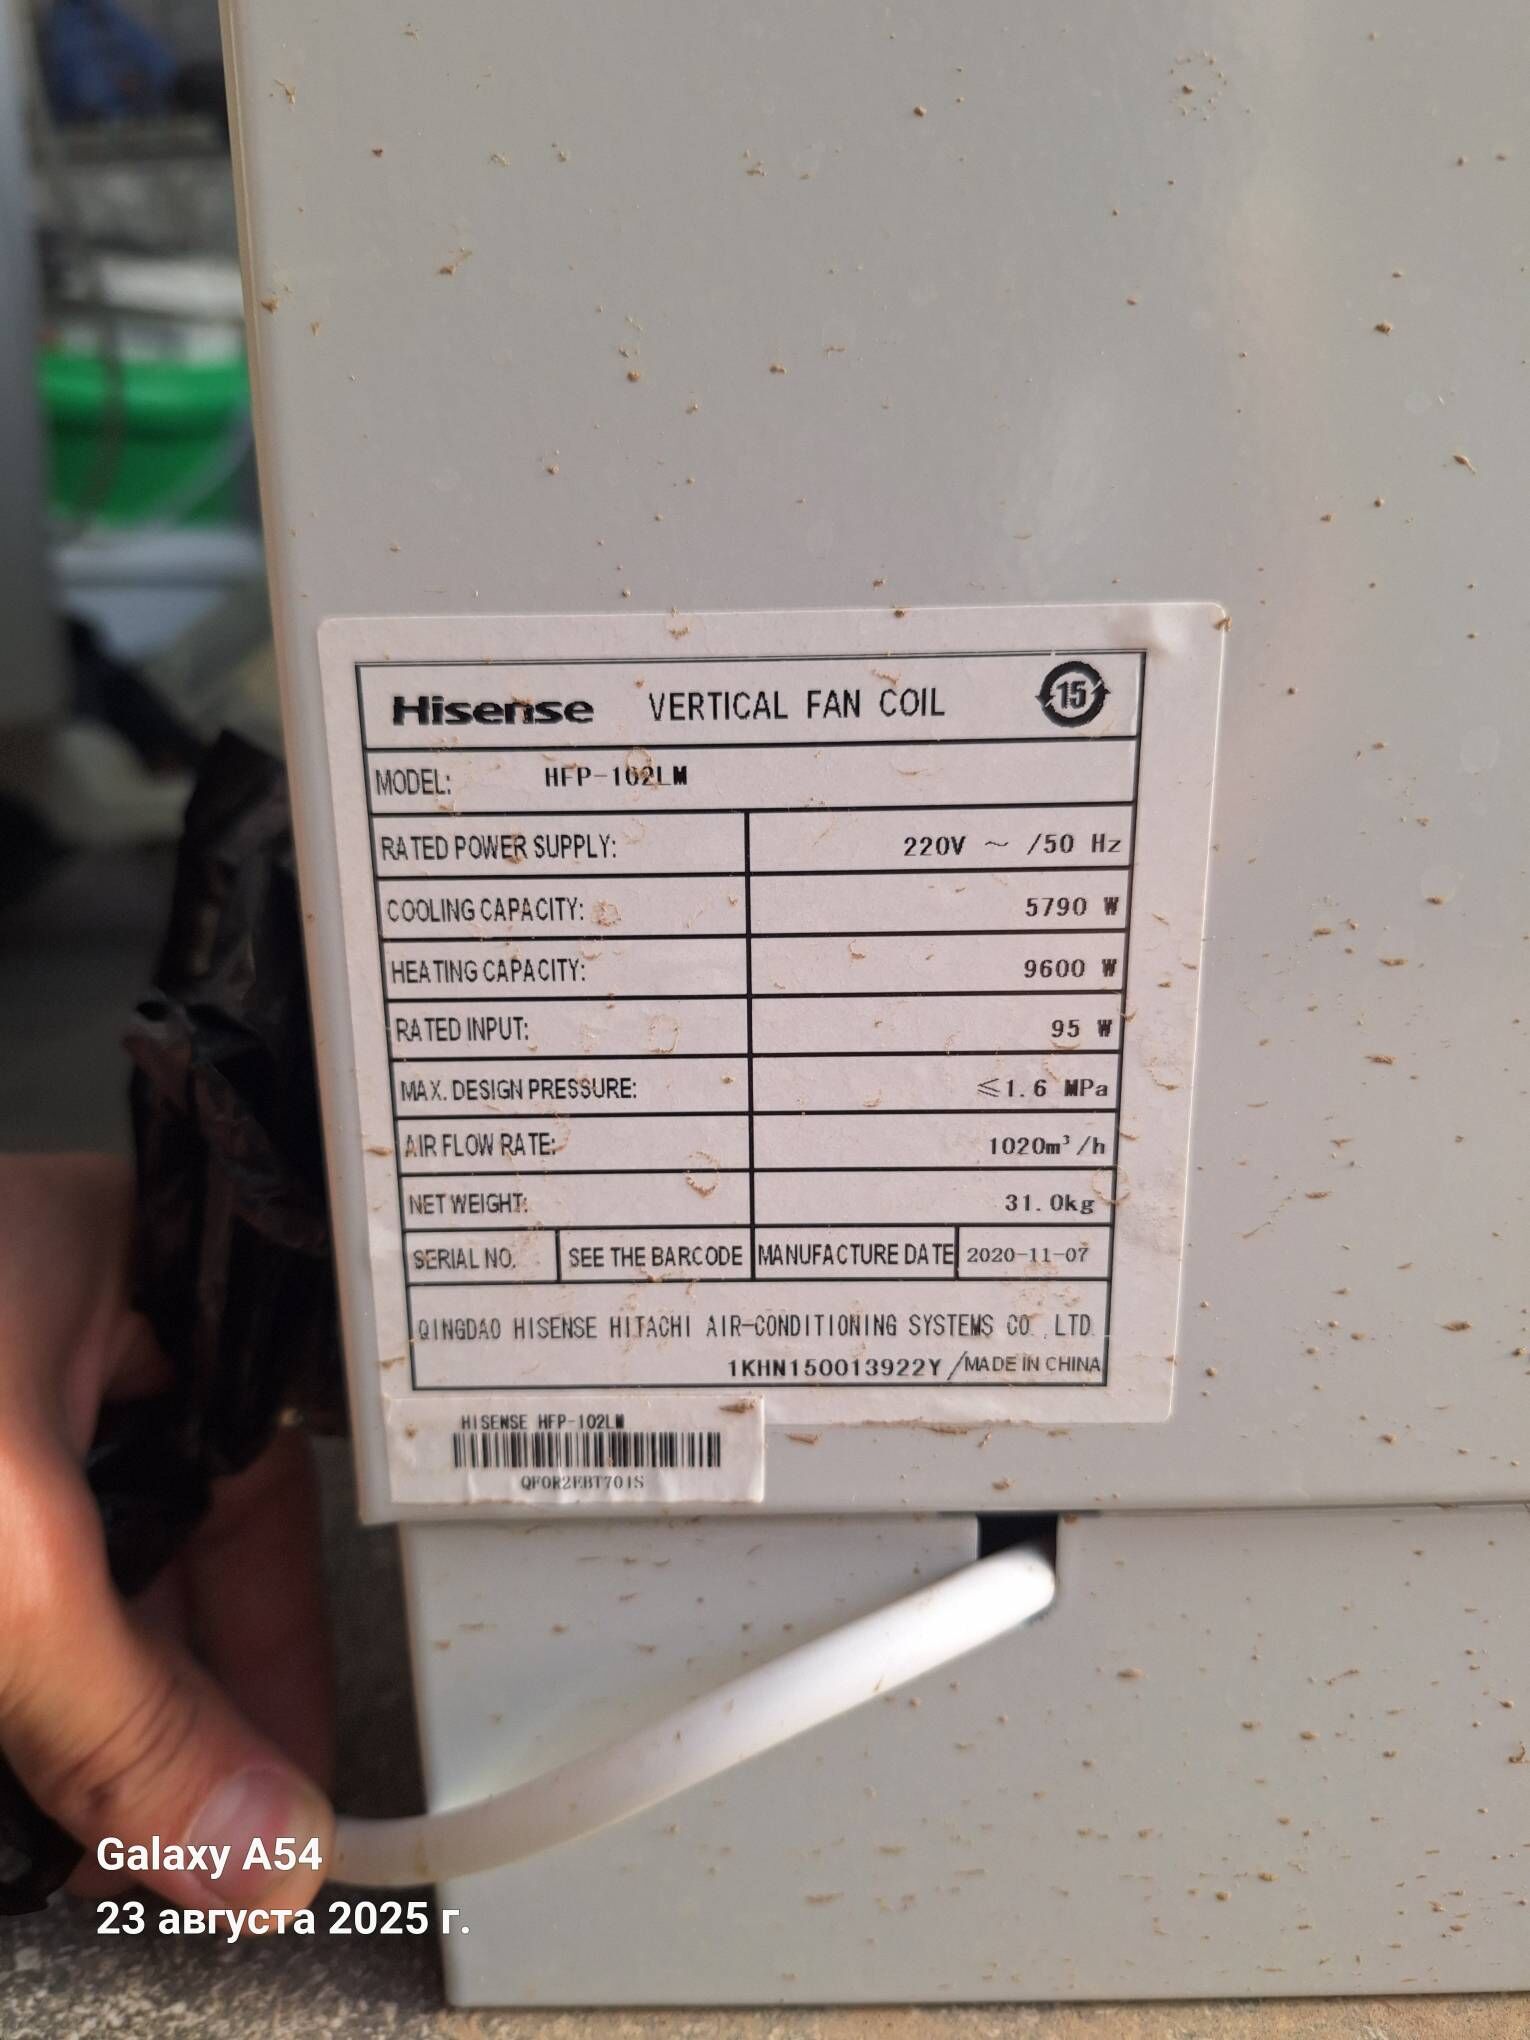 Hisense VERTICAL FAN COIL 15
MODEL: HFP-102LM
RATED POWER SUPPLY: 220V ~ /50 Hz
COOLING CAPACITY: 5790 W
HEATING CAPACITY: 9600 W
RATED INPUT: 95 W
MAX. DESIGN PRESSURE: ≤1.6 MPa
AIR FLOW RATE: 1020m³/h
NET WEIGHT: 31.0kg
SERIAL NO. SEE THE BARCODE MANUFACTURE DATE 2020-11-07
QINGDAO HISENSE HITACHI AIR-CONDITIONING SYSTEMS CO.,LTD.
1KHN150013922Y /MADE IN CHINA
HISENSE HFP-102LM
Galaxy A54
23 августа 2025 г.